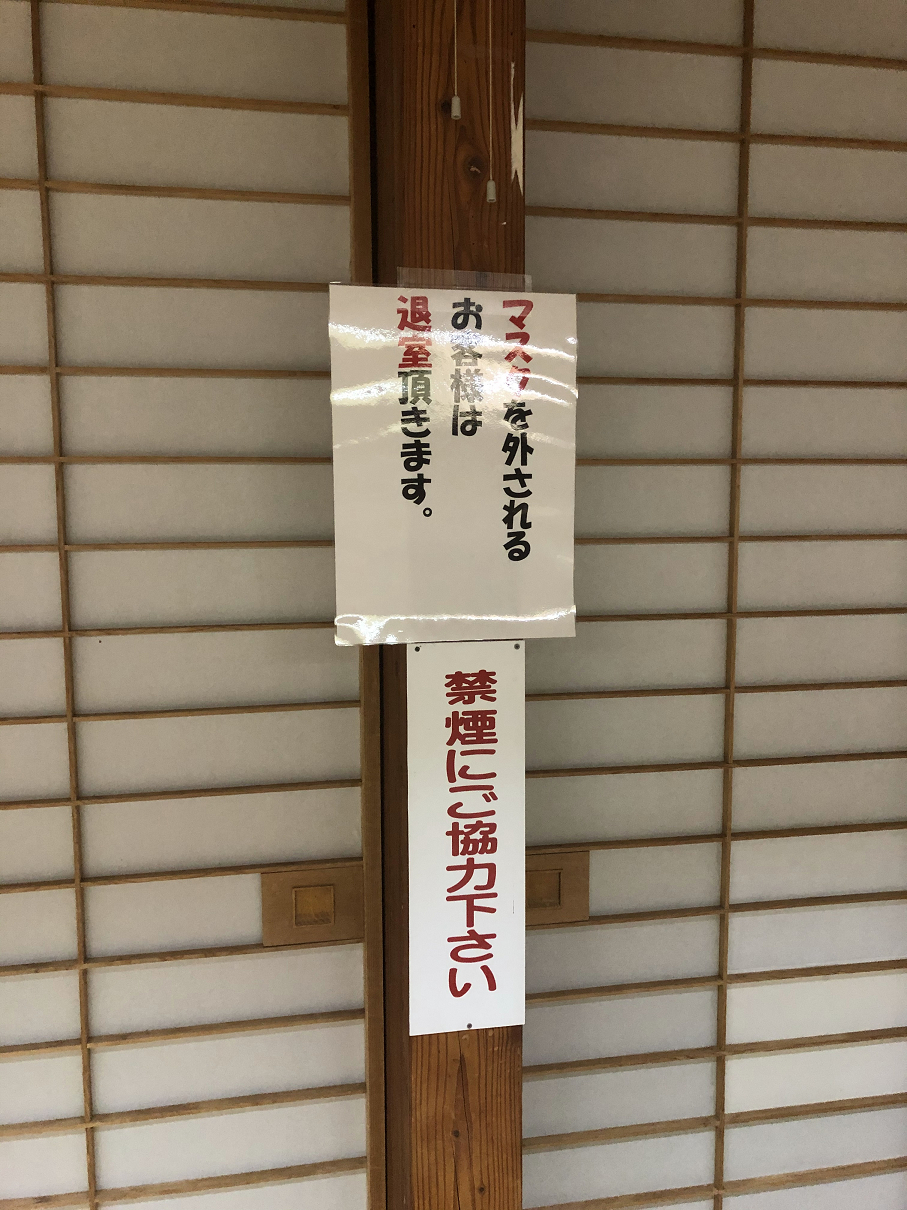 マスクを外される
お客様は
退室頂きます。
禁煙にご協力下さい